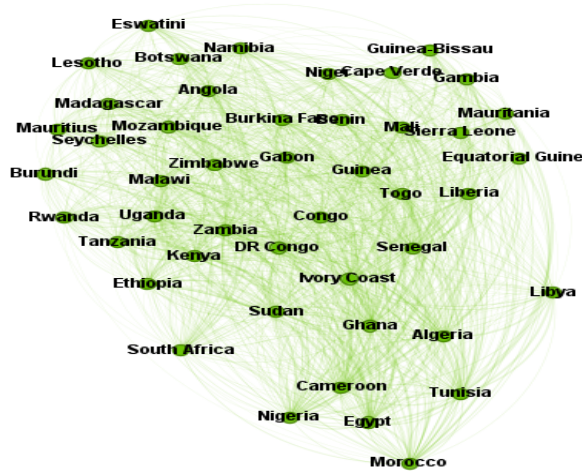 Eswatini
Namibia
Guinea-Bissau
Lesotho
Botswana
Niger
Cape Verde
Gambia
Angola
Madagascar
Mauritania
Mauritius
Mozambique
Burkina Faso
Benin
Mali
Sierra Leone
Seychelles
Zimbabwe
Gabon
Guinea
Equatorial Guine
Burundi
Malawi
Togo
Liberia
Rwanda
Uganda
Zambia
Congo
Tanzania
Kenya
DR Congo
Senegal
Ethiopia
Ivory Coast
Libya
Sudan
Ghana
Algeria
South Africa
Cameroon
Tunisia
Nigeria
Egypt
Morocco